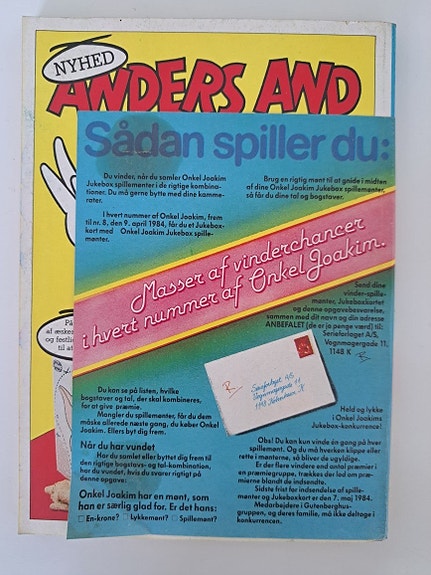 NYHED
ANDERS AND
Sådan spiller du:
Du vinder, når du samler Onkel Joakim
Jukebox spillemønter i de rigtige kombina-
tioner. Du må gerne bytte med dine kamme-
rater.
I hvert nummer af Onkel Joakim, frem
til nr. 8, den 9. april 1984, får du et Jukebox-
kort med Onkel Joakim Jukebox spille-
mønter.
Brug en rigtig mønt til at gnide i midten
af dine Onkel Joakim Jukebox spillemønter,
så får du dine tal og bogstaver.
Masser af vinderchancer
i hvert nummer af Onkel Joakim.
Send dine
vinder-spille-
mønter, Jukeboxkortet
og denne opgavebesvarelse,
sammen med dit navn og din adresse
ANBEFALET (de er jo penge værd) til:
Serieforlaget A/S,
Vognmagergade 11,
1148 K
Serieforlaget A/S
Vognmagergade 11
1148 København K
Du kan se på listen, hvilke
bogstaver og tal, der skal kombineres,
for at give præmie.
Mangler du spillemønter, får du dem
måske allerede næste gang, du køber Onkel
Joakim. Ellers byt dig frem.
Når du har vundet
Har du samlet eller byttet dig frem til
den rigtige bogstavs- og tal-kombination,
har du vundet, hvis du svarer rigtigt på
denne opgave:
Onkel Joakim har en mønt, som
han er særlig glad for. Er det hans:
En-krone? Lykkemønt? Spillemønt?
Held og lykke
i Onkel Joakims
Jukebox-konkurrence!
Obs! Du kan kun vinde én gang på hver
spillemønt. Og du må hverken klippe eller
rette i mønterne, så bliver de ugyldige.
Er der flere vindere end antal præmier i
en præmiegruppe, trækkes der lod om præ-
mierne blandt de indsendte.
Sidste frist for indsendelse af spille-
mønter og Jukeboxkort er den 7. maj 1984.
Medarbejdere i Gutenberghus-
gruppen, og deres familie, må ikke deltage i
konkurrencen.